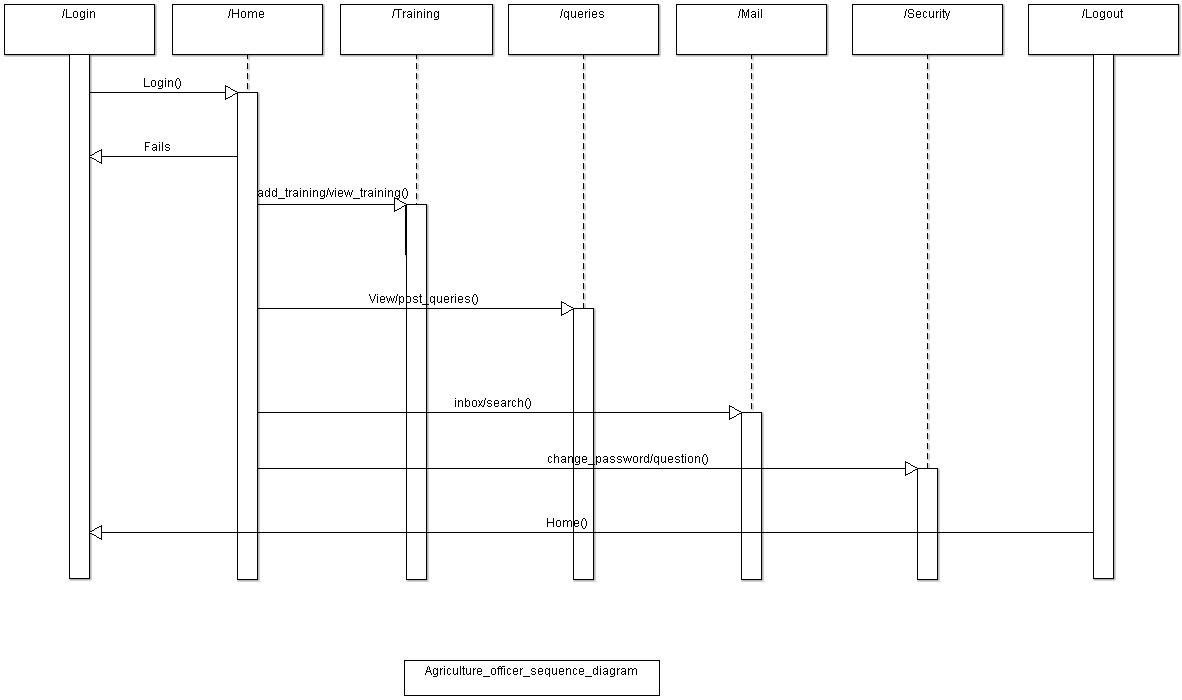 /Login
/Home
/Training
/queries
/Mail
/Security
/Logout
Login()
Fails
add_training/view_training()
View/post_queries()
inbox/search()
change_password/question()
Home()
Agriculture_officer_sequence_diagram